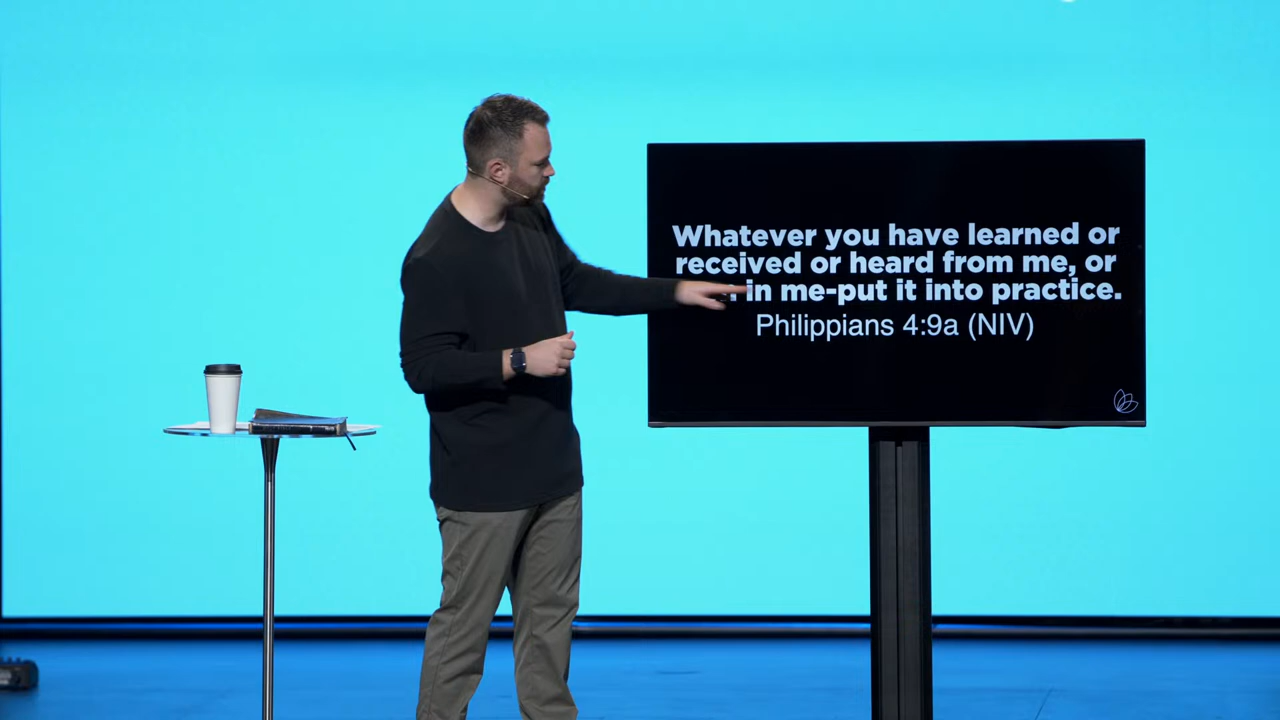 Whatever you have learned or
received or heard from me, or
in me-put it into practice.
Philippians 4:9a (NIV)